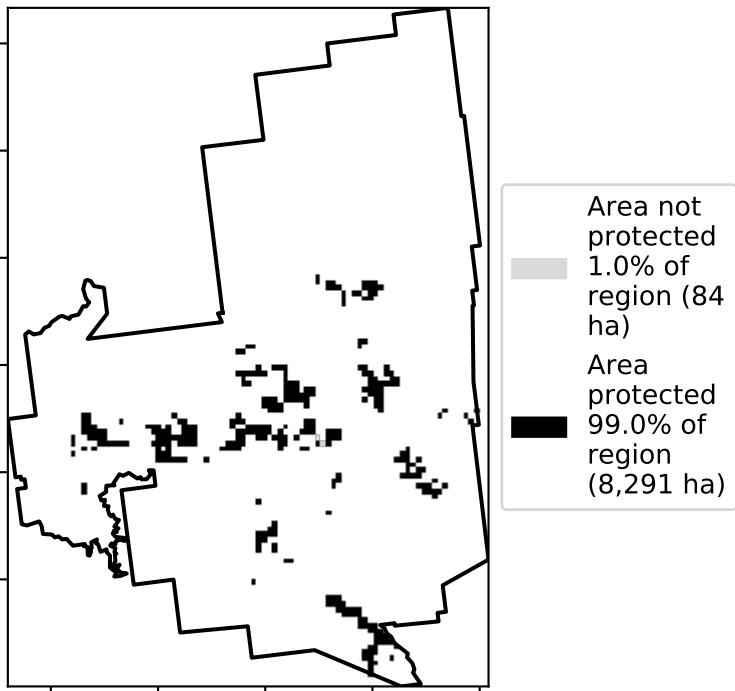 Area not
protected
1.0% of
region (84
ha)
Area
protected
99.0% of
region
(8,291 ha)